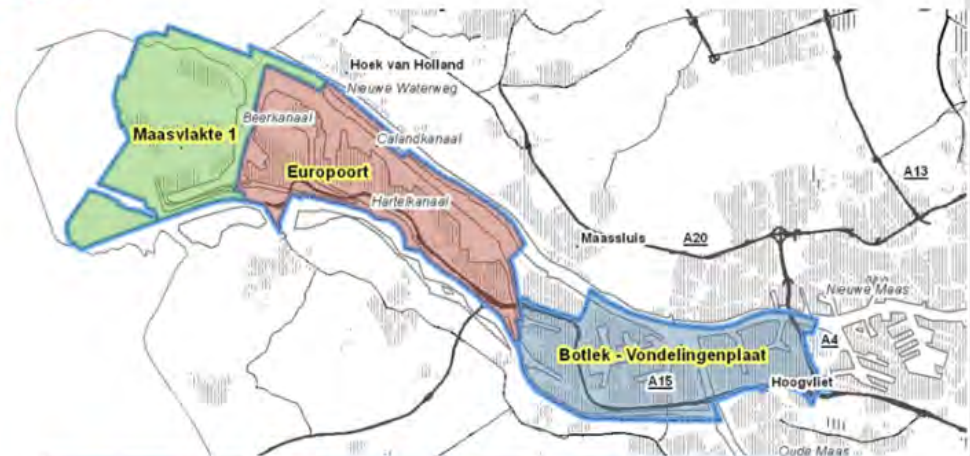 Hoek van Holland
Nieuwe Waterweg
Beerkanaal
Maasvlakte 1
Calandkanaal
Europoort
Hartelkanaal
A13
Maassluis
A20
Nieuwe Maas
A4
Botlek - Vondelingenplaat
A15
Hoogvliet
Oude Maas